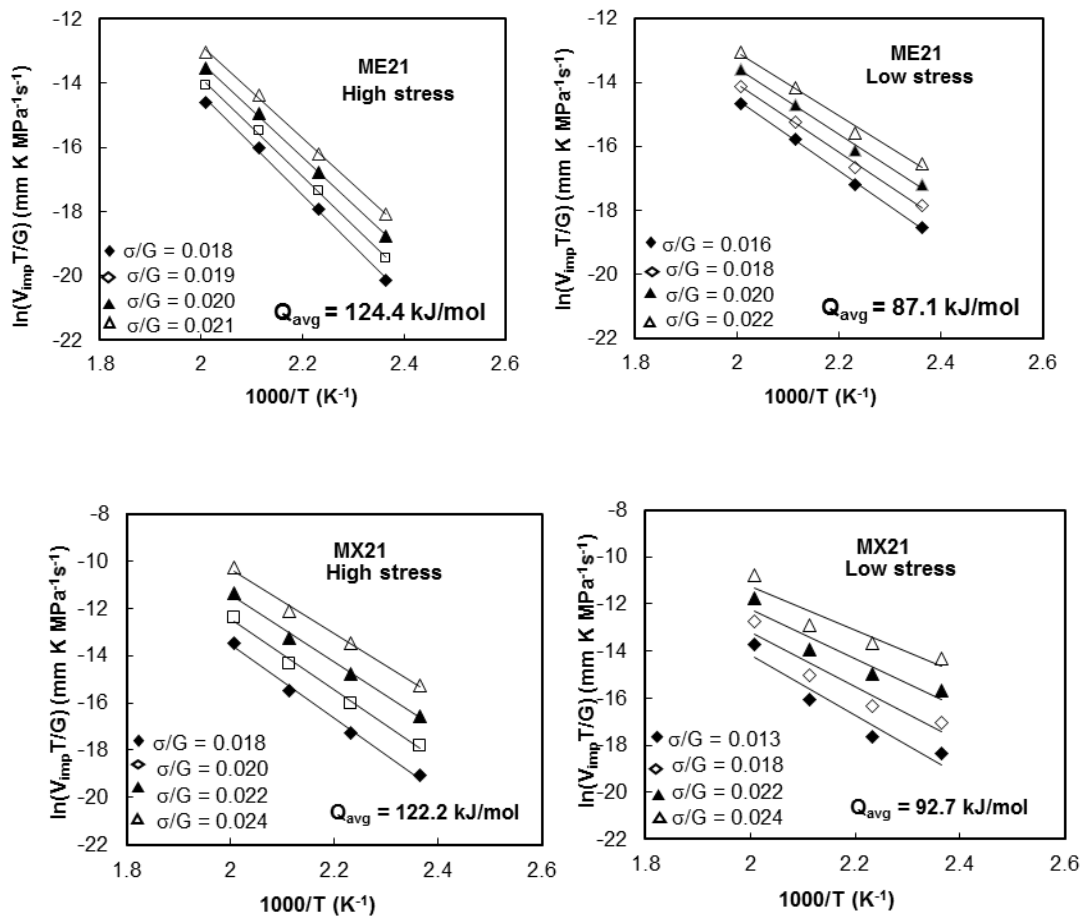 -12
-14
-16
-18
-20
-22
ln(VimpT/G) (mm K MPa⁻¹s⁻¹)
ME21
High stress
σ/G = 0.018
σ/G = 0.019
σ/G = 0.020
σ/G = 0.021
Qavg = 124.4 kJ/mol
1.8 2 2.2 2.4 2.6
1000/T (K⁻¹)
-12
-14
-16
-18
-20
-22
ln(VimpT/G) (mm K MPa⁻¹s⁻¹)
ME21
Low stress
σ/G = 0.016
σ/G = 0.018
σ/G = 0.020
σ/G = 0.022
Qavg = 87.1 kJ/mol
1.8 2 2.2 2.4 2.6
1000/T (K⁻¹)
-8
-10
-12
-14
-16
-18
-20
-22
ln(VimpT/G) (mm K MPa⁻¹s⁻¹)
MX21
High stress
σ/G = 0.018
σ/G = 0.020
σ/G = 0.022
σ/G = 0.024
Qavg = 122.2 kJ/mol
1.8 2 2.2 2.4 2.6
1000/T (K⁻¹)
-8
-10
-12
-14
-16
-18
-20
-22
ln(VimpT/G) (mm K MPa⁻¹s⁻¹)
MX21
Low stress
σ/G = 0.013
σ/G = 0.018
σ/G = 0.022
σ/G = 0.024
Qavg = 92.7 kJ/mol
1.8 2 2.2 2.4 2.6
1000/T (K⁻¹)